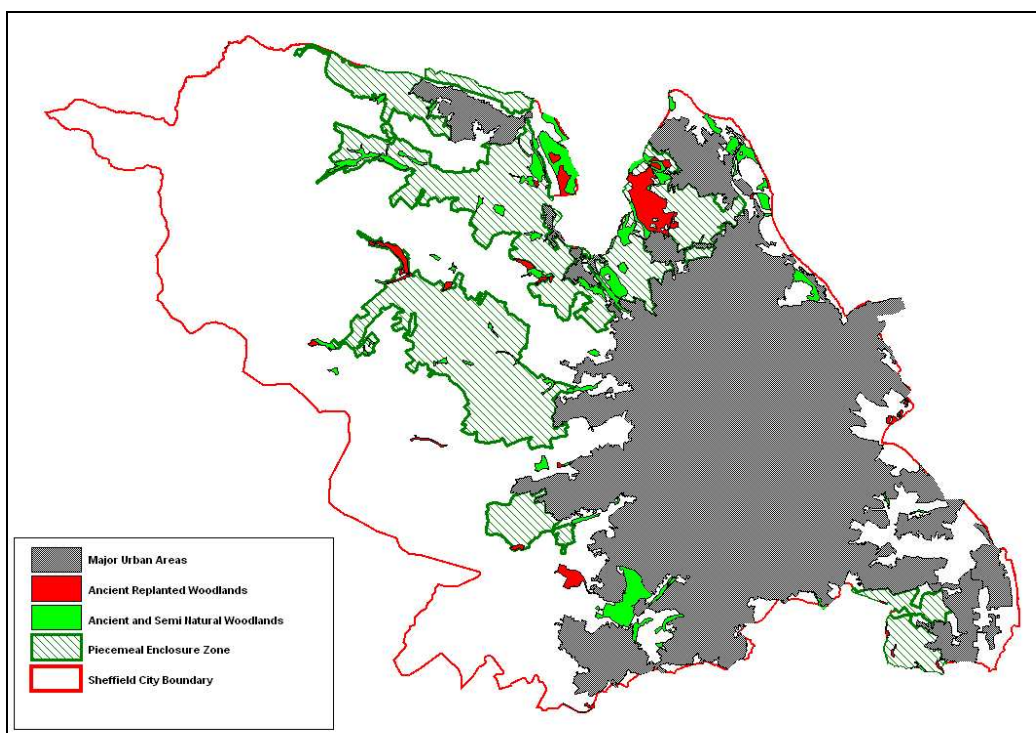 Major Urban Areas
Ancient Replanted Woodlands
Ancient and Semi Natural Woodlands
Piecemeal Enclosure Zone
Sheffield City Boundary